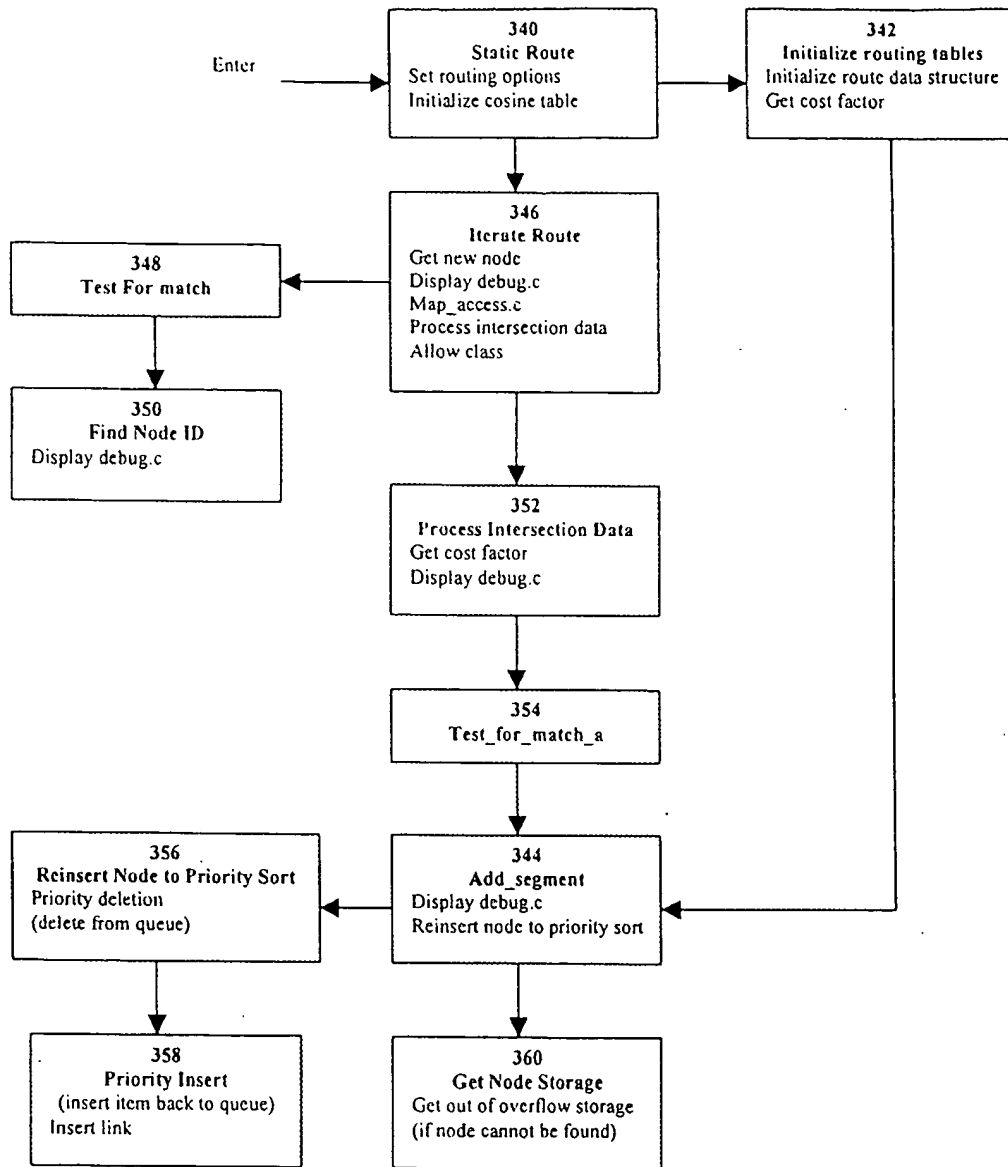 Enter
340
Static Route
Set routing options
Initialize cosine table
342
Initialize routing tables
Initialize route data structure
Get cost factor
346
Iterate Route
Get new node
Display debug.c
Map_access.c
Process intersection data
Allow class
348
Test For match
350
Find Node ID
Display debug.c
352
Process Intersection Data
Get cost factor
Display debug.c
354
Test_for_match_a
356
Reinsert Node to Priority Sort
Priority deletion
(delete from queue)
344
Add_segment
Display debug.c
Reinsert node to priority sort
358
Priority Insert
(insert item back to queue)
Insert link
360
Get Node Storage
Get out of overflow storage
(if node cannot be found)